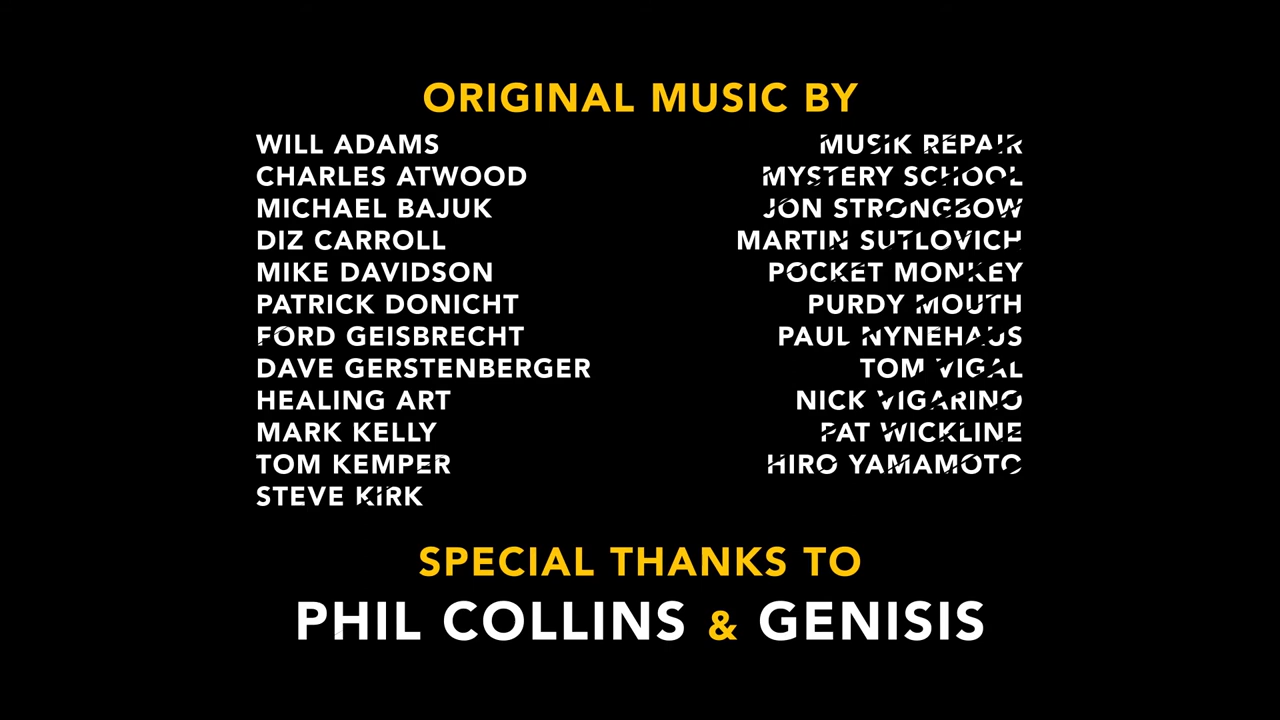 ORIGINAL MUSIC BY
WILL ADAMS
CHARLES ATWOOD
MICHAEL BAJUK
DIZ CARROLL
MIKE DAVIDSON
PATRICK DONICHT
FORD GEISBRECHT
DAVE GERSTENBERGER
HEALING ART
MARK KELLY
TOM KEMPER
STEVE KIRK
MUSIK REPAIR
MYSTERY SCHOOL
JON STRONGBOW
MARTIN SUTLOVICH
POCKET MONKEY
PURDY MOUTH
PAUL NYNEHAUS
TOM VIGAL
NICK VIGARINO
PAT WICKLINE
HIRO YAMAMOTO
SPECIAL THANKS TO
PHIL COLLINS & GENISIS